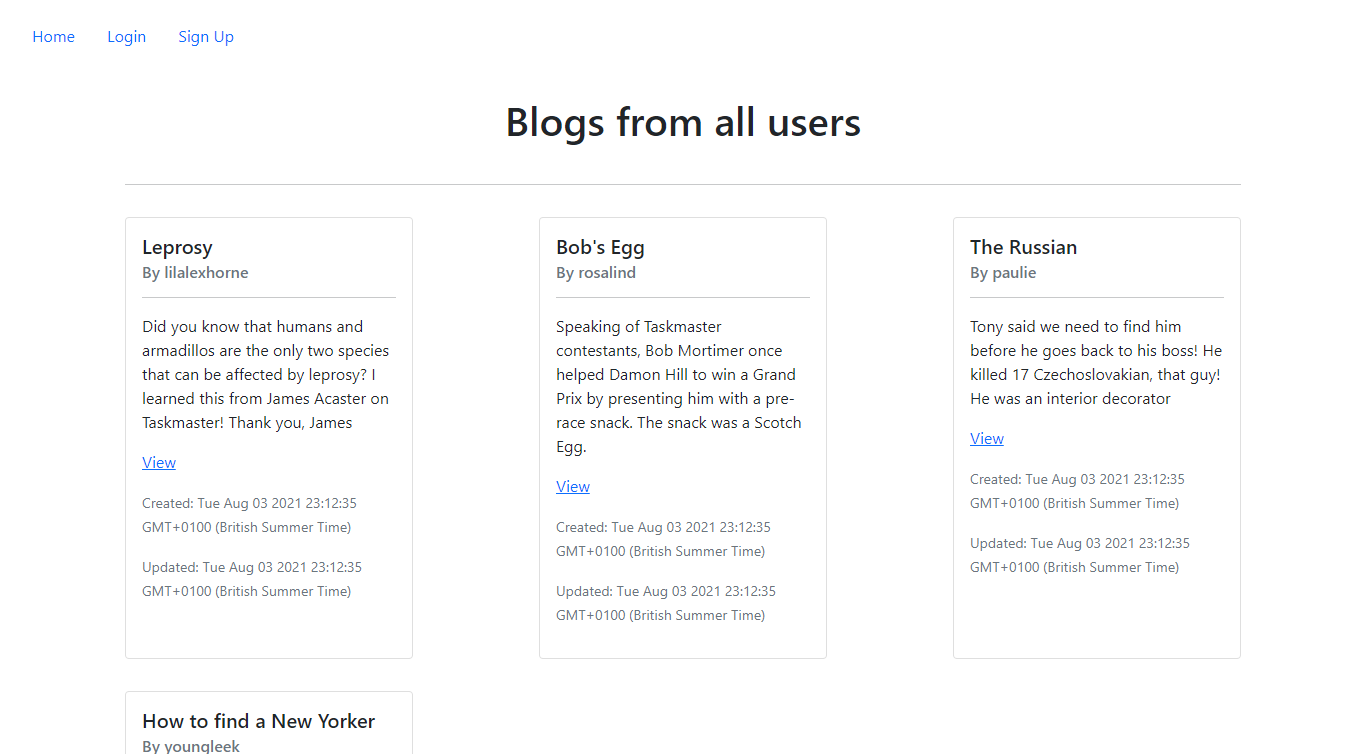 Home Login Sign Up
Blogs from all users
Leprosy
By lilalexhorne
Did you know that humans and
armadillos are the only two species
that can be affected by leprosy? I
learned this from James Acaster on
Taskmaster! Thank you, James
View
Created: Tue Aug 03 2021 23:12:35
GMT+0100 (British Summer Time)
Updated: Tue Aug 03 2021 23:12:35
GMT+0100 (British Summer Time)
Bob's Egg
By rosalind
Speaking of Taskmaster
contestants, Bob Mortimer once
helped Damon Hill to win a Grand
Prix by presenting him with a pre-
race snack. The snack was a Scotch
Egg.
View
Created: Tue Aug 03 2021 23:12:35
GMT+0100 (British Summer Time)
Updated: Tue Aug 03 2021 23:12:35
GMT+0100 (British Summer Time)
The Russian
By paulie
Tony said we need to find him
before he goes back to his boss! He
killed 17 Czechoslovakian, that guy!
He was an interior decorator
View
Created: Tue Aug 03 2021 23:12:35
GMT+0100 (British Summer Time)
Updated: Tue Aug 03 2021 23:12:35
GMT+0100 (British Summer Time)
How to find a New Yorker
By youngleek